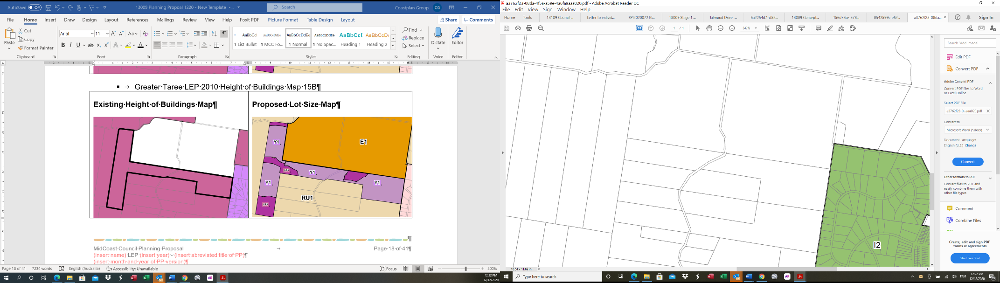 AutoSave Off 13009 Planning Propoal 1220 - New Template -... Search Coastplan Group CG
File Home Insert Draw Design Layout References Mailings Review View Help Foxit PDF Picture Format Table Design Layout Share Comments
Paste Cut Copy Format Painter
Clipboard
Arial 11
Font
Paragraph
AaBbCcI AaBbCcDdEe AaBbCcDdEe AaBbCcDdEe AaBbCcI AaBbCcDc
¶ List Bullet ¶ MCC Fo... ¶ Normal ¶ No Spac... Heading 1 Heading 2
Styles
Find Replace Select
Editing
Dictate
Voice
Editor
Editor
Greater·Taree·LEP·2010·Height·of·Buildings·Map·15B¶
Existing·Height·of·Buildings·Map¶
Proposed·Lot·Size·Map¶
Y1
E1
AB3
Y1
Y1
Y1
RU1
AB3
MidCoast·Council·Planning·Proposal → Page·18·of·41¶
(insert·name)·LEP·(insert·year)·-·(insert·abreviated·title·of·PP)¶
(insert·month·and·year·of·PP·version)¶
Page 18 of 41 7234 words English (Australia) Accessibility: Unavailable Focus 200%
12:22 PM
12/12/2020
a3762f23-08da-4f5a-a59e-4a6fa9aaa020.pdf - Adobe Acrobat Reader DC
File Edit View Sign Window Help
Home Tools 13109 Council ... Letter to individ... SPI202007210... 13009 Stage 1 ... Tallwood Drive ... 5a2254d7-cf52... 13009 Concept... 156d78ce-578... 0542599c-e62... a3762f23-08da... Sign In
1 / 1 342%
I2
16.54 x 11.69 in
Search 'Add Image'
Edit PDF
Convert PDF
Adobe Convert PDF
Convert PDF files to Word
or Excel Online
Select PDF File
a3762f23-0...aaa020.pdf
Convert to
Microsoft Word (*.docx)
Document Language:
English (U.S.) Change
Convert
Other formats to PDF
Convert files to PDF and
easily combine them with
other file types
Comment
Combine Files
Create, edit and sign PDF
forms & agreements
Start Free Trial
Type here to search
ENG
12:22 PM
12/12/2020